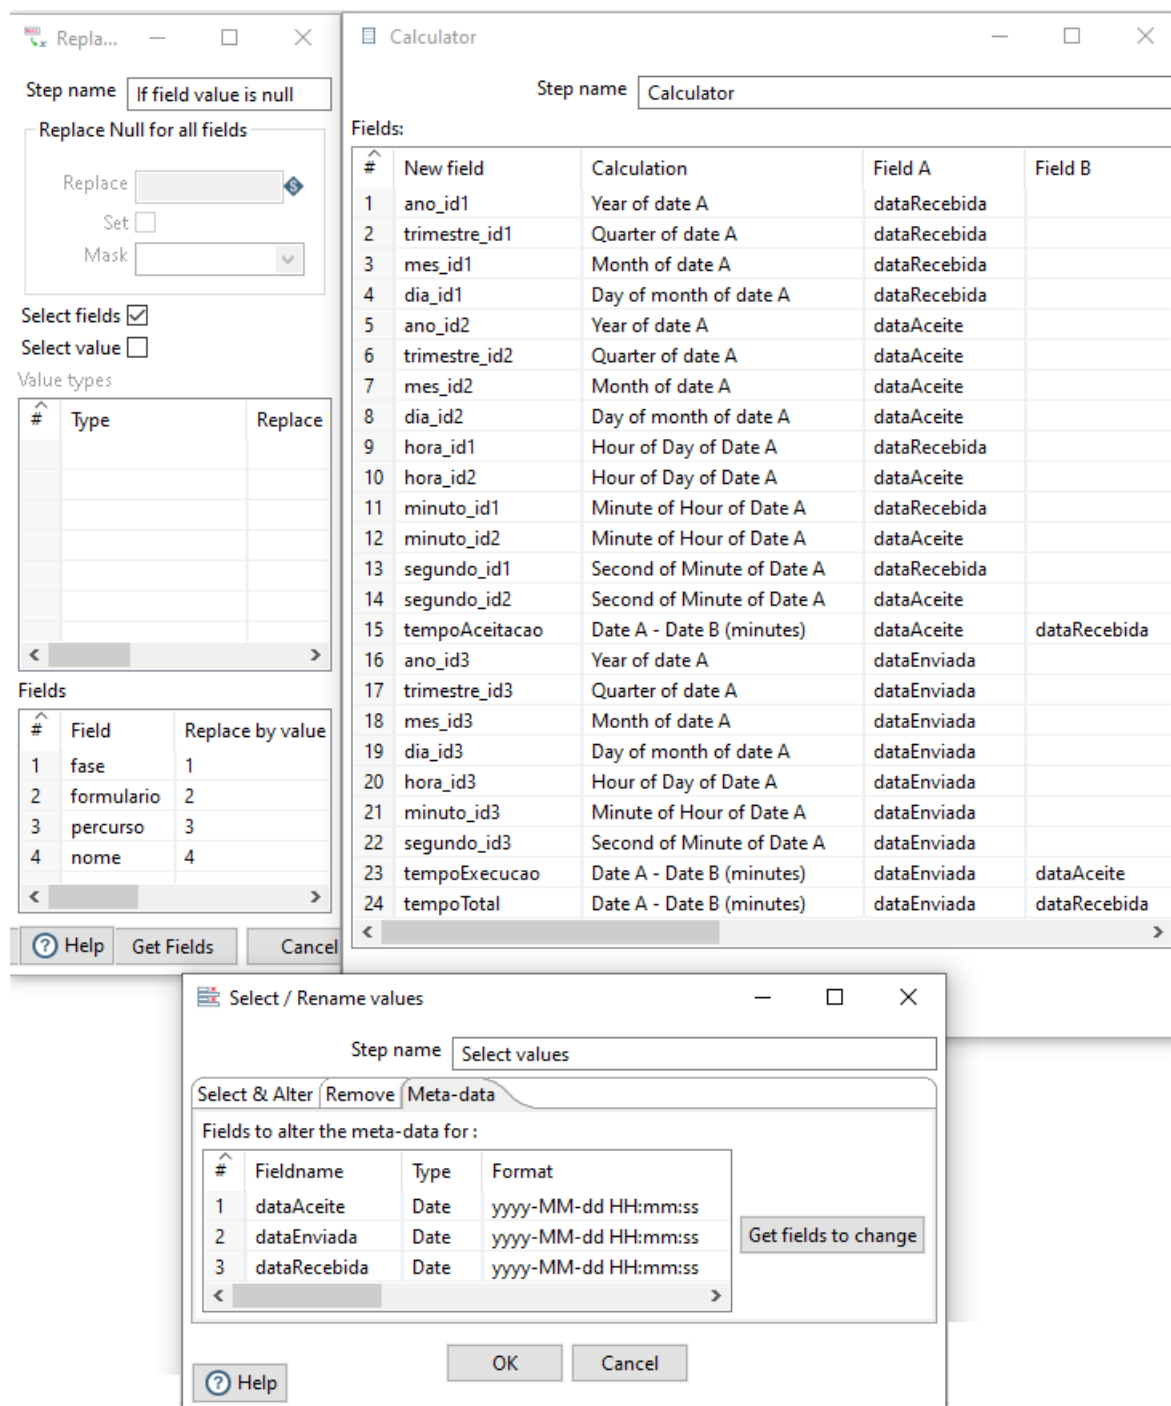 Repla...
Step name If field value is null
Replace Null for all fields
Replace
Set
Mask
Select fields
Select value
Value types
# Type Replace
Fields
# Field Replace by value
1 fase 1
2 formulario 2
3 percurso 3
4 nome 4
Help Get Fields Cancel
Calculator
Step name Calculator
Fields:
# New field Calculation Field A Field B
1 ano_id1 Year of date A dataRecebida
2 trimestre_id1 Quarter of date A dataRecebida
3 mes_id1 Month of date A dataRecebida
4 dia_id1 Day of month of date A dataRecebida
5 ano_id2 Year of date A dataAceite
6 trimestre_id2 Quarter of date A dataAceite
7 mes_id2 Month of date A dataAceite
8 dia_id2 Day of month of date A dataAceite
9 hora_id1 Hour of Day of Date A dataRecebida
10 hora_id2 Hour of Day of Date A dataAceite
11 minuto_id1 Minute of Hour of Date A dataRecebida
12 minuto_id2 Minute of Hour of Date A dataAceite
13 segundo_id1 Second of Minute of Date A dataRecebida
14 segundo_id2 Second of Minute of Date A dataAceite
15 tempoAceitacao Date A - Date B (minutes) dataAceite dataRecebida
16 ano_id3 Year of date A dataEnviada
17 trimestre_id3 Quarter of date A dataEnviada
18 mes_id3 Month of date A dataEnviada
19 dia_id3 Day of month of date A dataEnviada
20 hora_id3 Hour of Day of Date A dataEnviada
21 minuto_id3 Minute of Hour of Date A dataEnviada
22 segundo_id3 Second of Minute of Date A dataEnviada
23 tempoExecucao Date A - Date B (minutes) dataEnviada dataAceite
24 tempoTotal Date A - Date B (minutes) dataEnviada dataRecebida
Select / Rename values
Step name Select values
Select & Alter Remove Meta-data
Fields to alter the meta-data for :
# Fieldname Type Format
1 dataAceite Date yyyy-MM-dd HH:mm:ss
2 dataEnviada Date yyyy-MM-dd HH:mm:ss
3 dataRecebida Date yyyy-MM-dd HH:mm:ss
Get fields to change
OK Cancel
Help